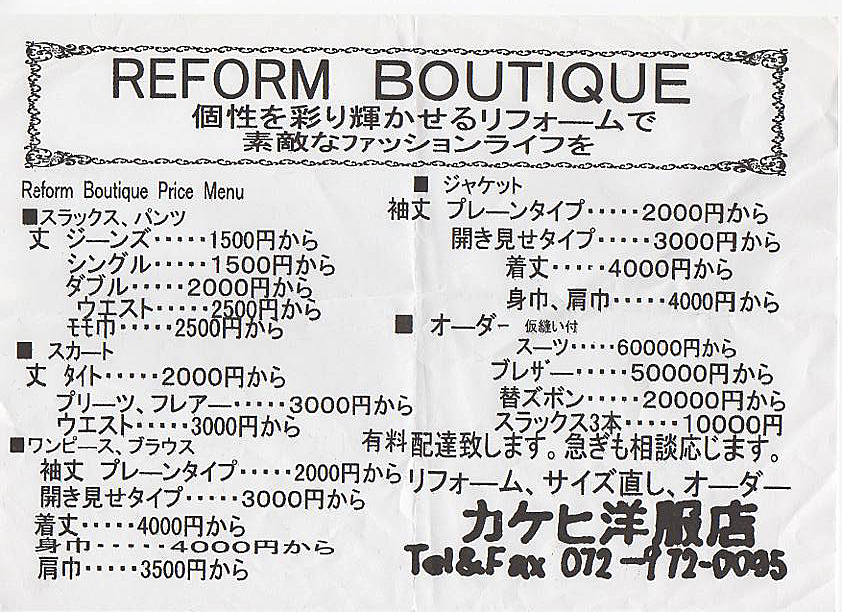 REFORM BOUTIQUE
個性を彩り輝かせるリフォームで
素敵なファッションライフを
Reform Boutique Price Menu
■スラックス、パンツ
丈 ジーンズ・・・・・1500円から
シングル・・・・・1500円から
ダブル・・・・・2000円から
ウエスト・・・・・2500円から
モモ巾・・・・・2500円から
■ スカート
丈 タイト・・・・・2000円から
プリーツ、フレアー・・・・・3000円から
ウエスト・・・・・3000円から
■ワンピース、ブラウス
袖丈 プレーンタイプ・・・・・2000円から
開き見せタイプ・・・・・3000円から
着丈・・・・・4000円から
身巾・・・・・4000円から
肩巾・・・・・3500円から
■ ジャケット
袖丈 プレーンタイプ・・・・・2000円から
開き見せタイプ・・・・・3000円から
着丈・・・・・4000円から
身巾、肩巾・・・・・4000円から
■ オーダー 仮縫い付
スーツ・・・・・60000円から
ブレザー・・・・・50000円から
替ズボン・・・・・20000円から
スラックス3本・・・・・10000円
有料配達致します。急ぎも相談応じます。
リフォーム、サイズ直し、オーダー
カケヒ洋服店
Tel&Fax 072-972-0095